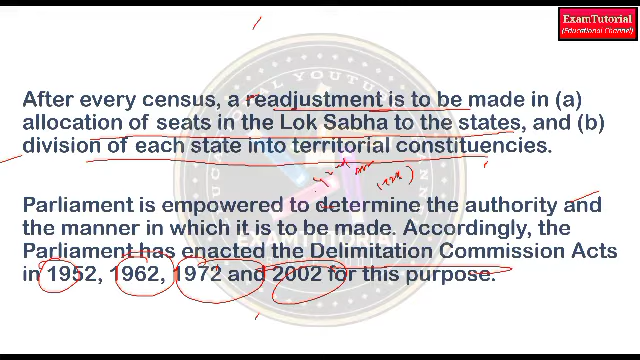 ExamTutorial
(Educational Channel)
After every census, a readjustment is to be made in (a)
allocation of seats in the Lok Sabha to the states, and (b)
division of each state into territorial constituencies.
Parliament is empowered to determine the authority and
the manner in which it is to be made. Accordingly, the
Parliament has enacted the Delimitation Commission Acts
in 1952, 1962, 1972 and 2002 for this purpose.